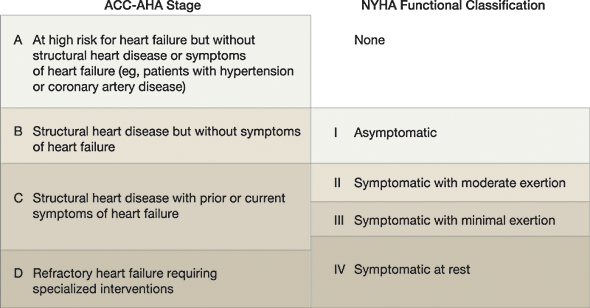 ACC-AHA Stage
NYHA Functional Classification
A At high risk for heart failure but without
structural heart disease or symptoms
of heart failure (eg, patients with hypertension
or coronary artery disease)
None
B Structural heart disease but without symptoms
of heart failure
I Asymptomatic
C Structural heart disease with prior or current
symptoms of heart failure
II Symptomatic with moderate exertion
III Symptomatic with minimal exertion
D Refractory heart failure requiring
specialized interventions
IV Symptomatic at rest